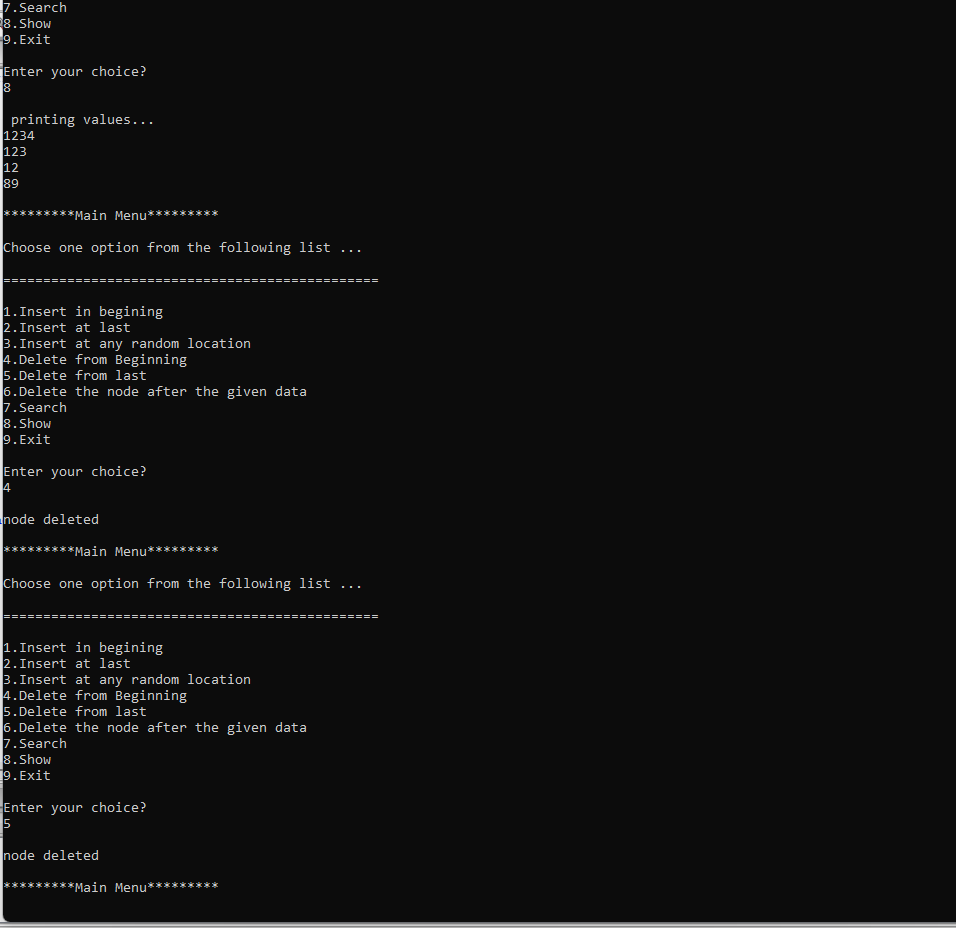 7.Search
8.Show
9.Exit
Enter your choice?
8
printing values...
1234
123
12
89
*********Main Menu*********
Choose one option from the following list ...
===============================================
1.Insert in begining
2.Insert at last
3.Insert at any random location
4.Delete from Beginning
5.Delete from last
6.Delete the node after the given data
7.Search
8.Show
9.Exit
Enter your choice?
4
node deleted
*********Main Menu*********
Choose one option from the following list ...
===============================================
1.Insert in begining
2.Insert at last
3.Insert at any random location
4.Delete from Beginning
5.Delete from last
6.Delete the node after the given data
7.Search
8.Show
9.Exit
Enter your choice?
5
node deleted
*********Main Menu*********